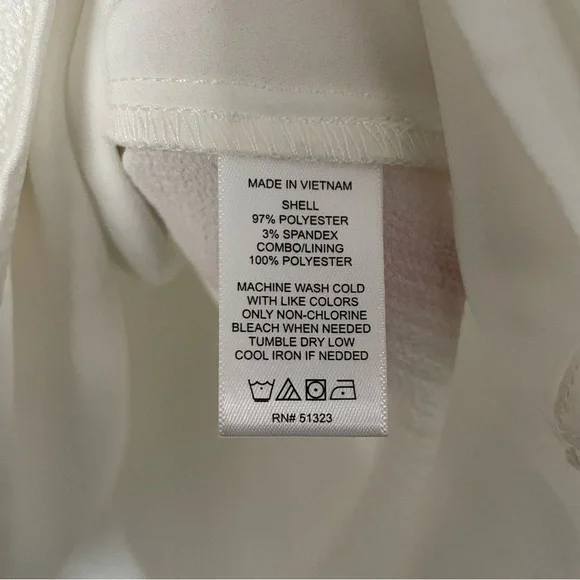 MADE IN VIETNAM
SHELL
97% POLYESTER
3% SPANDEX
COMBO/LINING
100% POLYESTER
MACHINE WASH COLD
WITH LIKE COLORS
ONLY NON-CHLORINE
BLEACH WHEN NEEDED
TUMBLE DRY LOW
COOL IRON IF NEDDED
RN# 51323